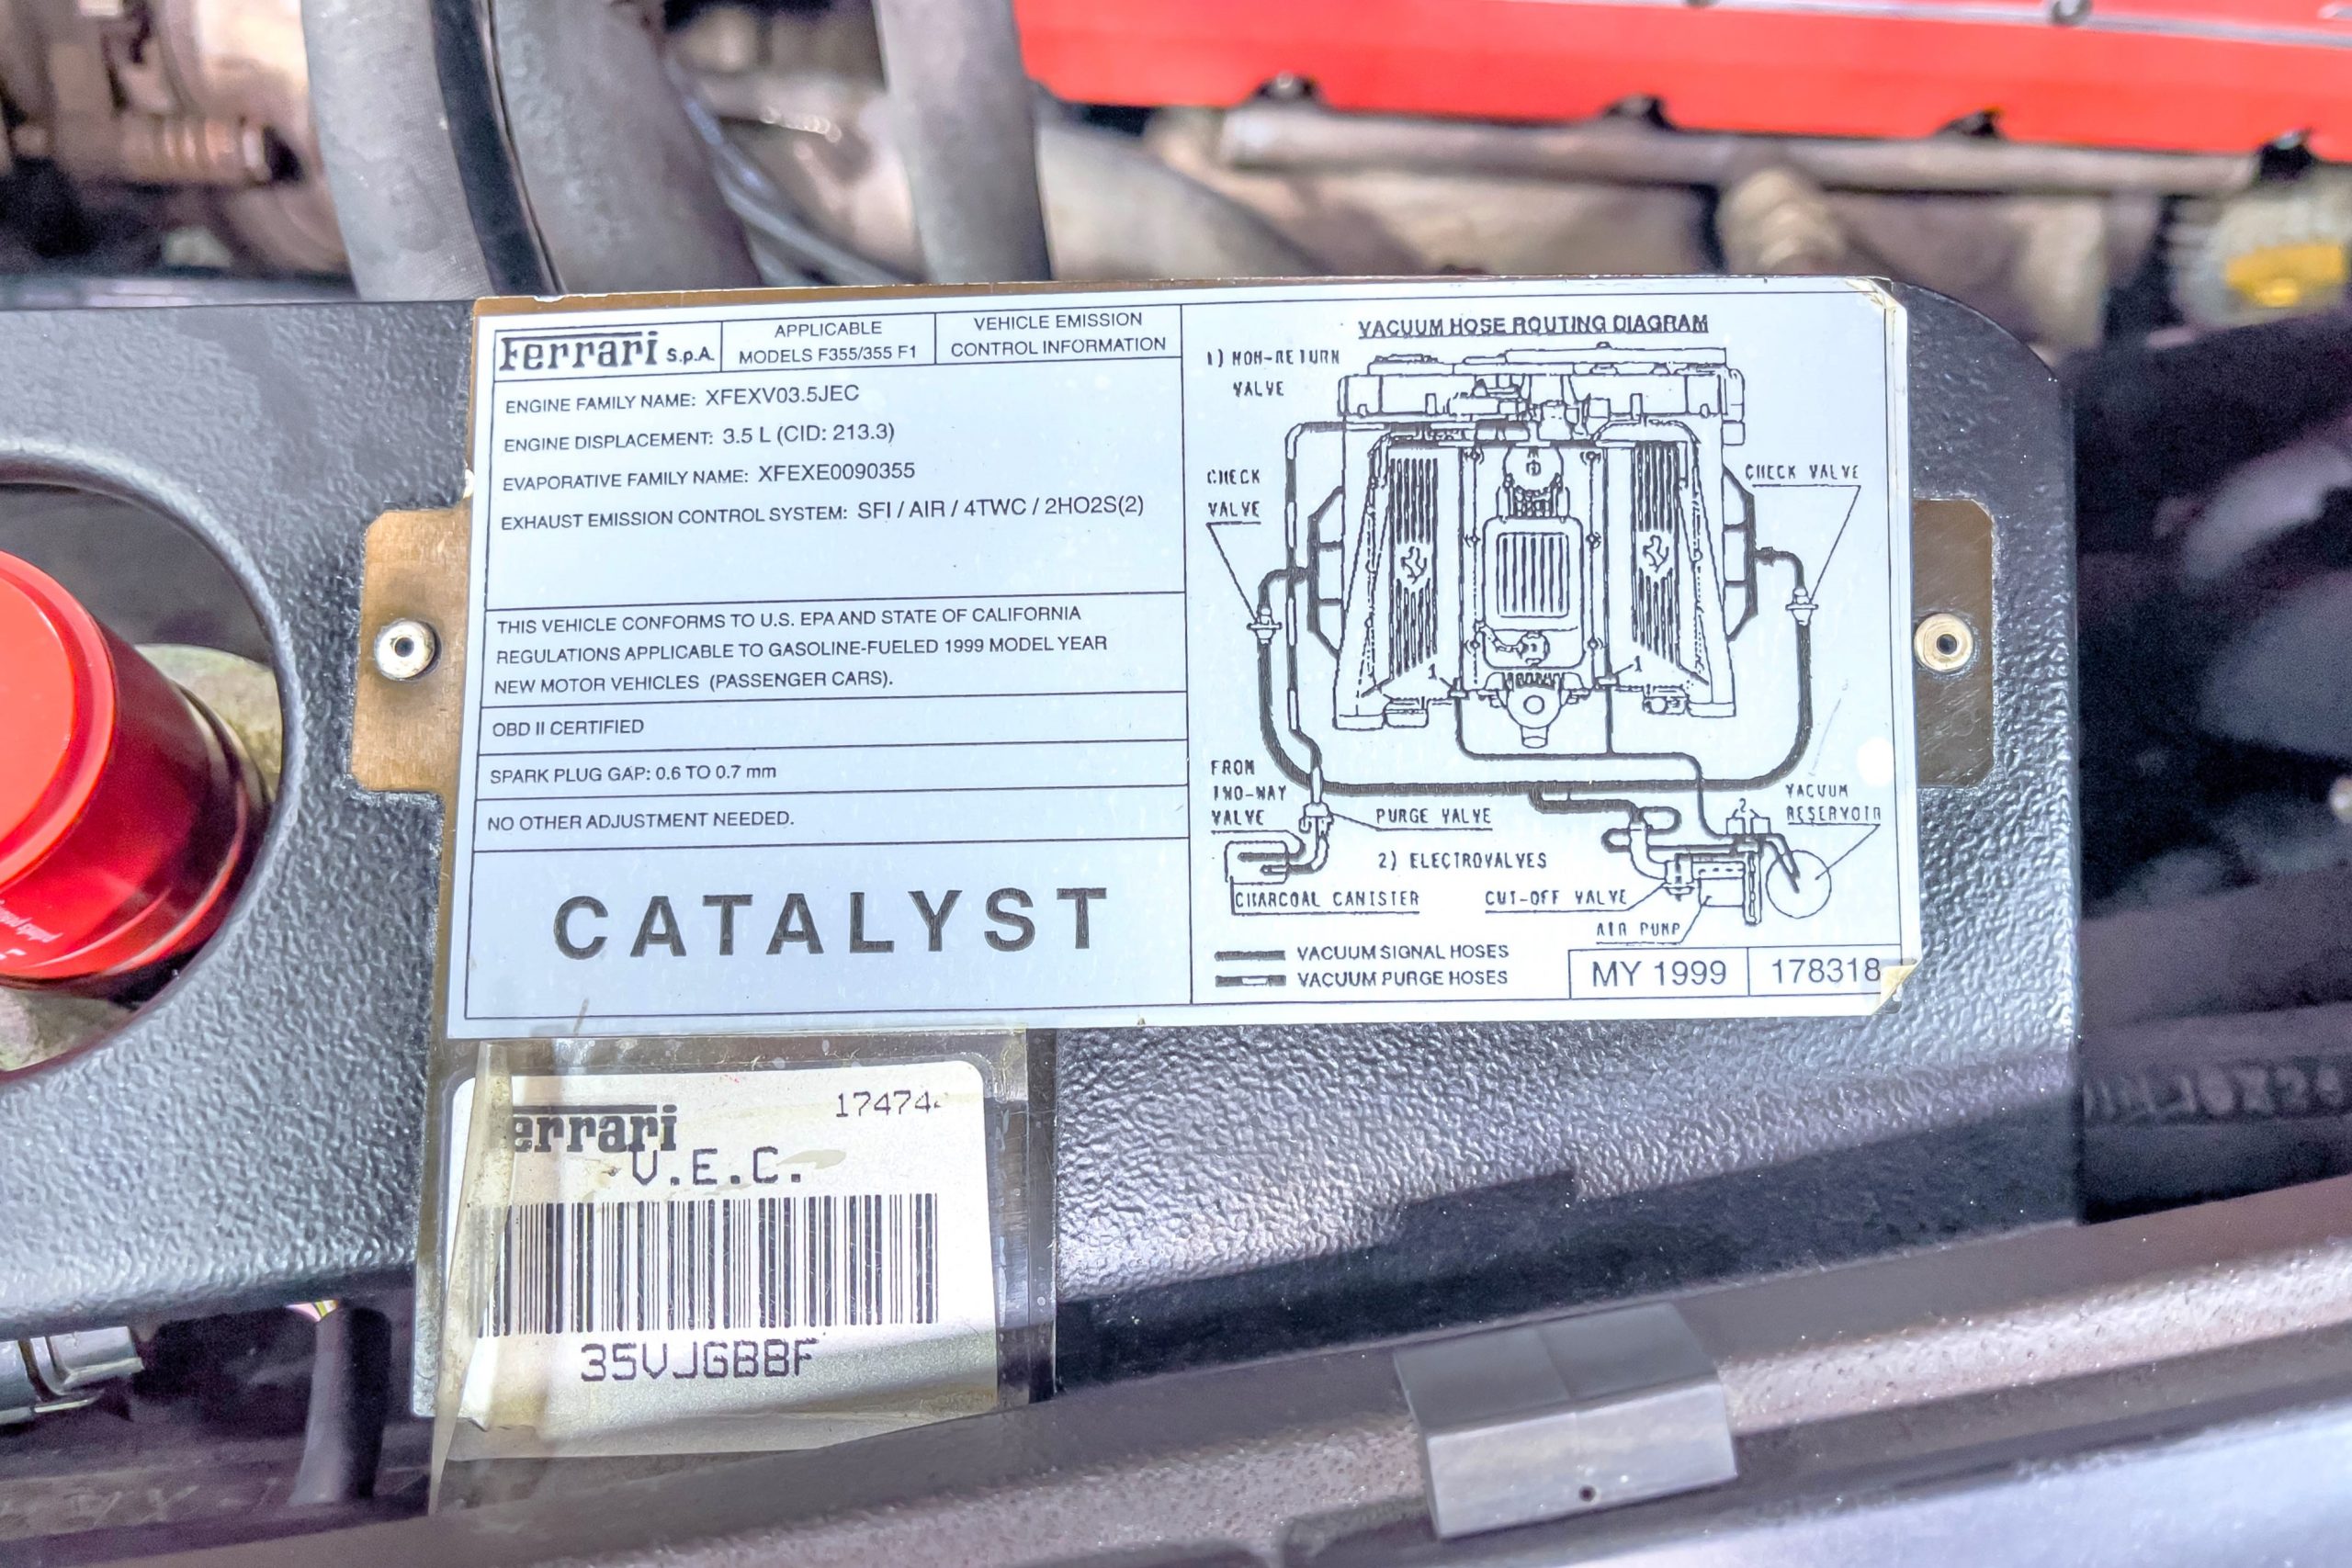 Ferrari S.p.A.
APPLICABLE
MODELS F355/355 F1
VEHICLE EMISSION
CONTROL INFORMATION
ENGINE FAMILY NAME: XFEXV03.5JEC
ENGINE DISPLACEMENT: 3.5 L (CID: 213.3)
EVAPORATIVE FAMILY NAME: XFEXE0090355
EXHAUST EMISSION CONTROL SYSTEM: SFI / AIR / 4TWC / 2HO2S(2)
THIS VEHICLE CONFORMS TO U.S. EPA AND STATE OF CALIFORNIA
REGULATIONS APPLICABLE TO GASOLINE-FUELED 1999 MODEL YEAR
NEW MOTOR VEHICLES (PASSENGER CARS).
OBD II CERTIFIED
SPARK PLUG GAP: 0.6 TO 0.7 mm
NO OTHER ADJUSTMENT NEEDED.
CATALYST
VACUUM HOSE ROUTING DIAGRAM
1) NON-RETURN
VALVE
CHECK
VALVE
CHECK VALVE
1
1
FROM
TWO-WAY
VALVE
PURGE VALVE
2
VACUUM
RESERVOIR
2) ELECTROVALVES
CHARCOAL CANISTER
CUT-OFF VALVE
AIR PUMP
VACUUM SIGNAL HOSES
VACUUM PURGE HOSES
MY 1999
178318
errari
17474
V.E.C.
35VJGBBF